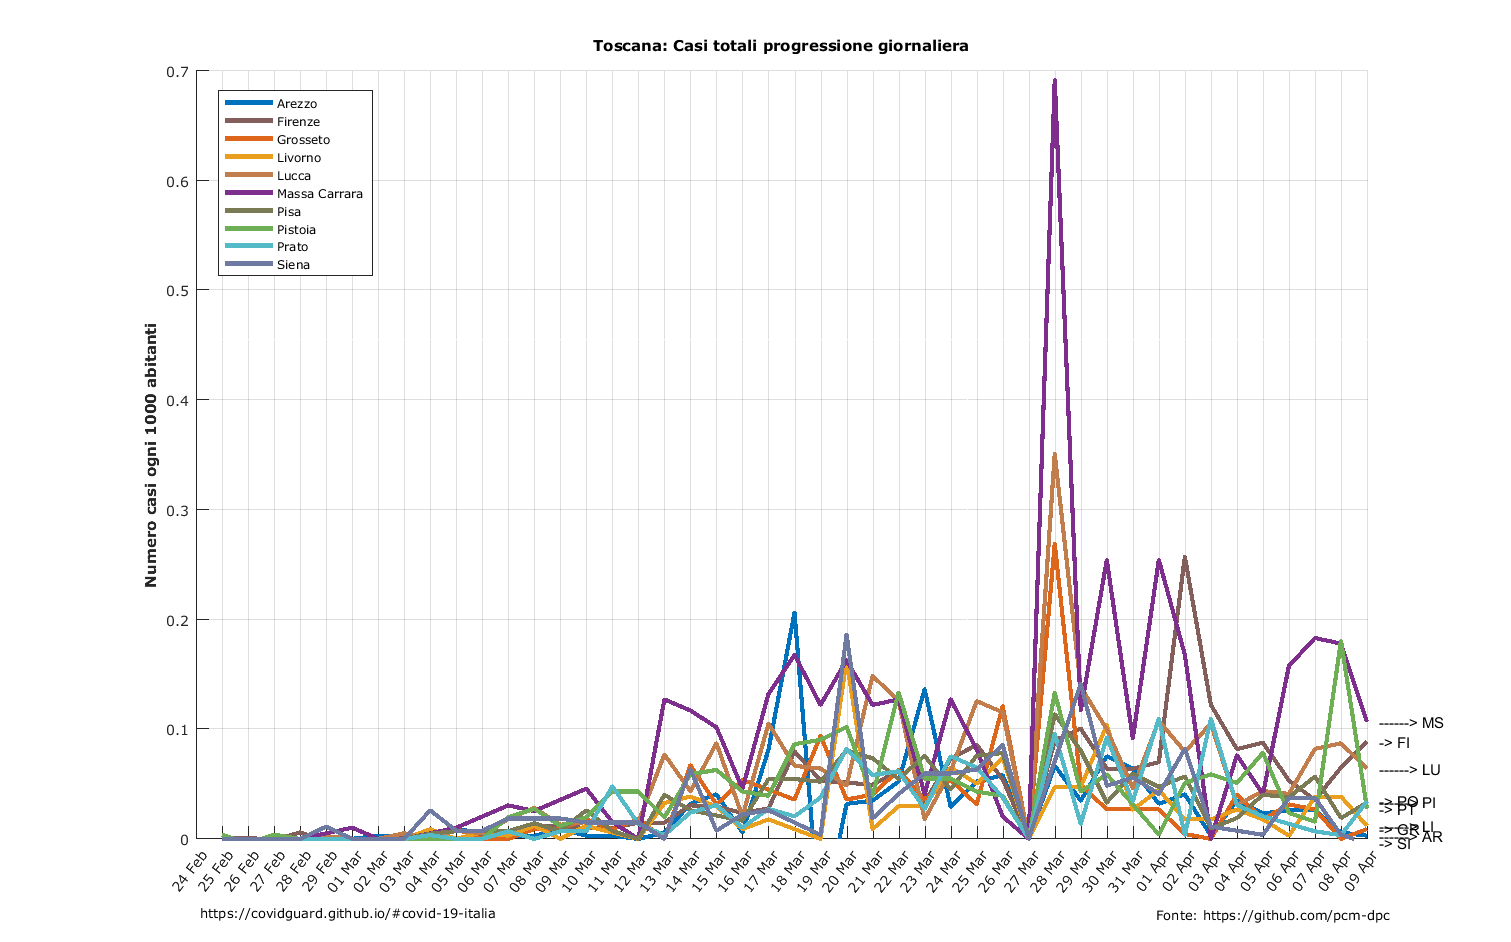 Toscana: Casi totali progressione giornaliera
Numero casi ogni 1000 abitanti
0.7
0.6
0.5
0.4
0.3
0.2
0.1
0
Arezzo
Firenze
Grosseto
Livorno
Lucca
Massa Carrara
Pisa
Pistoia
Prato
Siena
------> MS
-> FI
------> LU
PI
PT
LI
GR
------> AR
-> SI
24 Feb
25 Feb
26 Feb
27 Feb
28 Feb
29 Feb
01 Mar
02 Mar
03 Mar
04 Mar
05 Mar
06 Mar
07 Mar
08 Mar
09 Mar
10 Mar
11 Mar
12 Mar
13 Mar
14 Mar
15 Mar
16 Mar
17 Mar
18 Mar
19 Mar
20 Mar
21 Mar
22 Mar
23 Mar
24 Mar
25 Mar
26 Mar
27 Mar
28 Mar
29 Mar
30 Mar
31 Mar
01 Apr
02 Apr
03 Apr
04 Apr
05 Apr
06 Apr
07 Apr
08 Apr
09 Apr
https://covidguard.github.io/#covid-19-italia
Fonte: https://github.com/pcm-dpc